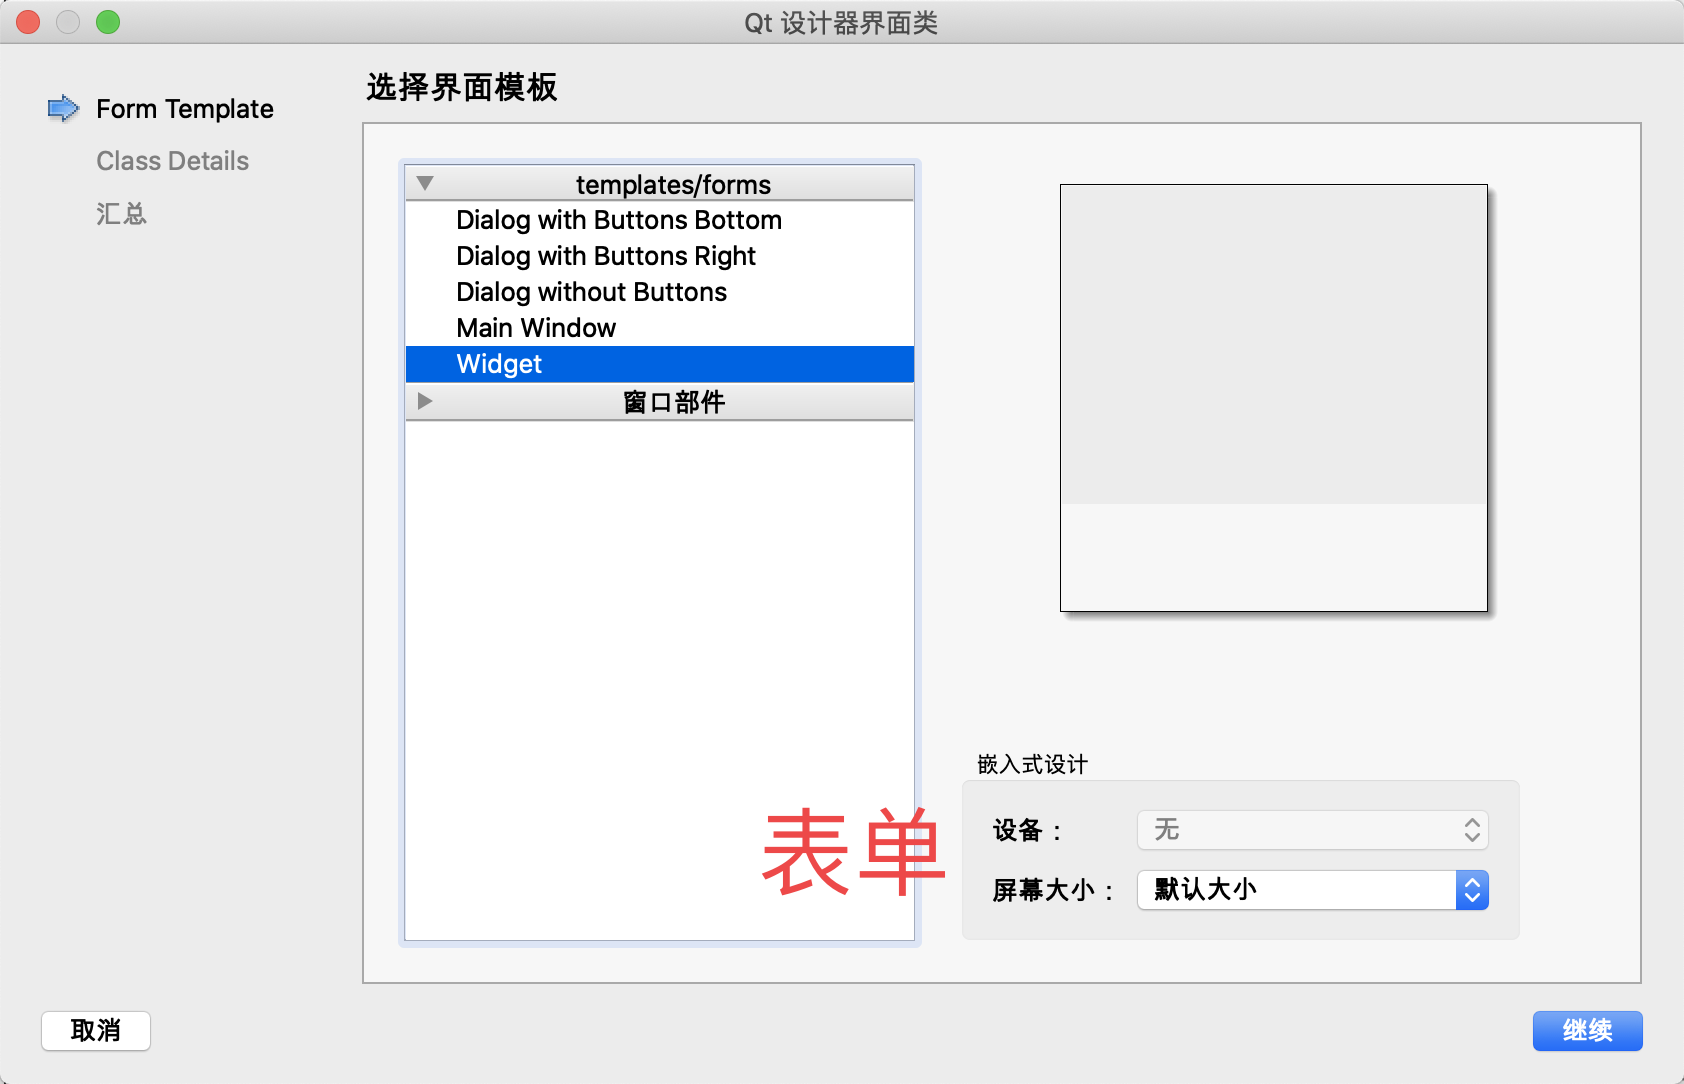 Qt 设计器界面类
Form Template
Class Details
汇总
选择界面模板
templates/forms
Dialog with Buttons Bottom
Dialog with Buttons Right
Dialog without Buttons
Main Window
Widget
窗口部件
表单
嵌入式设计
设备： 无
屏幕大小： 默认大小
取消
继续